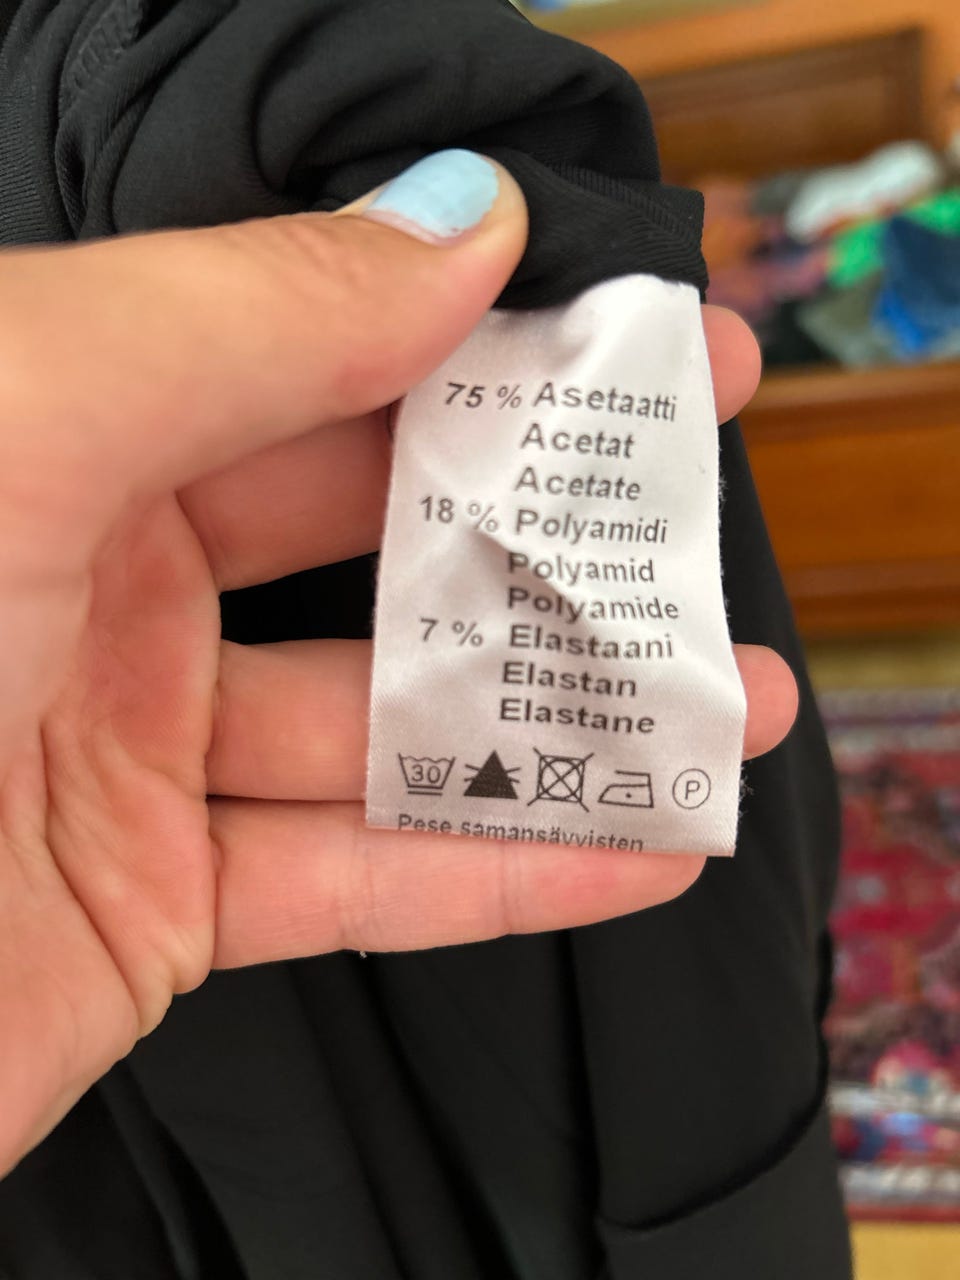 75 % Asetaatti
Acetat
Acetate
18 % Polyamidi
Polyamid
Polyamide
7 % Elastaani
Elastan
Elastane
30 P
Pese samansävyisten